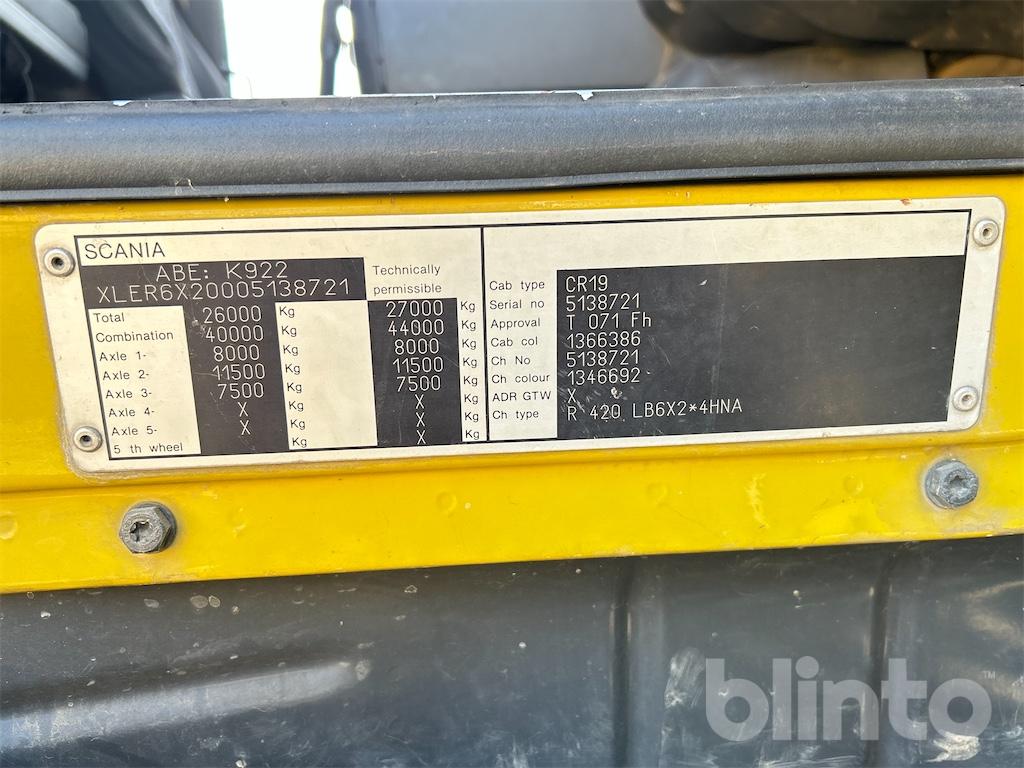 SCANIA
ABE: K922
XLER6X20005138721
Technically
permissible
Total 26000 Kg 27000 Kg
Combination 40000 Kg 44000 Kg
Axle 1- 8000 Kg 8000 Kg
Axle 2- 11500 Kg 11500 Kg
Axle 3- 7500 Kg 7500 Kg
Axle 4- X Kg X Kg
Axle 5- X Kg X Kg
5 th wheel X Kg X Kg
Cab type CR19
Serial no 5138721
Approval T 071 Fh
Cab col 1366386
Ch No 5138721
Ch colour 1346692
ADR GTW X
Ch type R 420 LB6X2*4HNA
blinto™